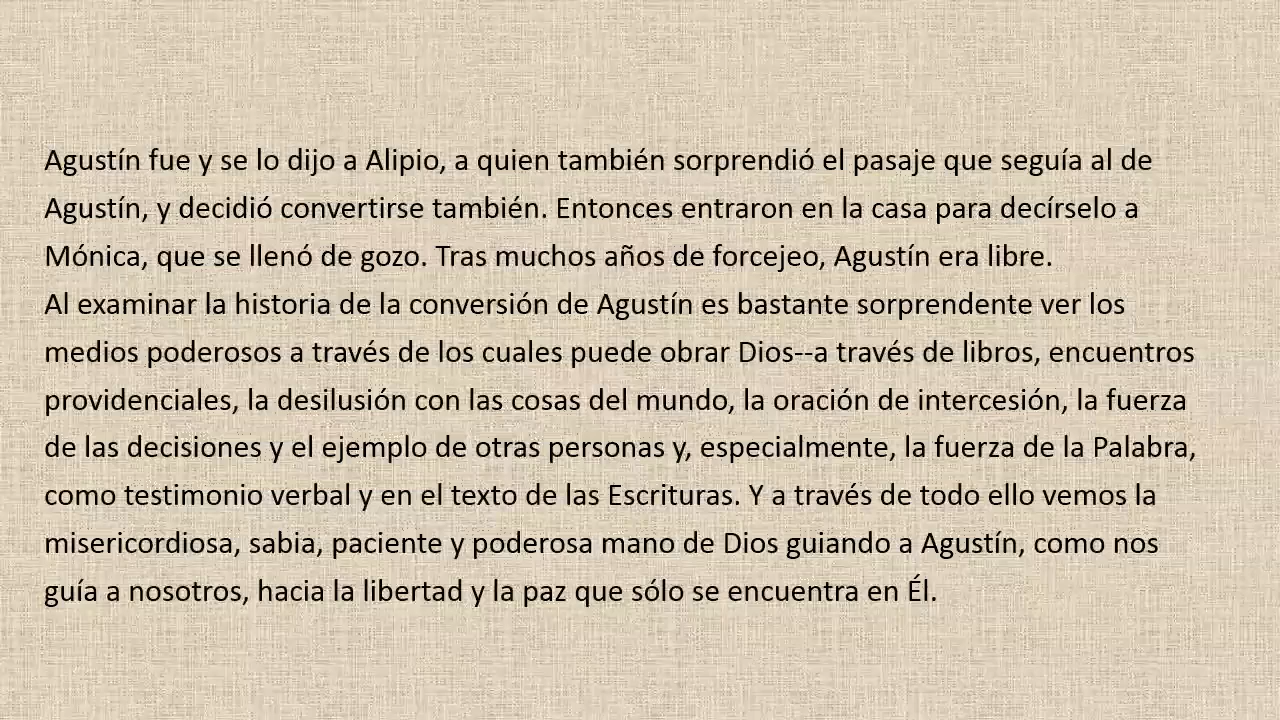 Agustín fue y se lo dijo a Alipio, a quien también sorprendió el pasaje que seguía al de
Agustín, y decidió convertirse también. Entonces entraron en la casa para decírselo a
Mónica, que se llenó de gozo. Tras muchos años de forcejeo, Agustín era libre.
Al examinar la historia de la conversión de Agustín es bastante sorprendente ver los
medios poderosos a través de los cuales puede obrar Dios--a través de libros, encuentros
providenciales, la desilusión con las cosas del mundo, la oración de intercesión, la fuerza
de las decisiones y el ejemplo de otras personas y, especialmente, la fuerza de la Palabra,
como testimonio verbal y en el texto de las Escrituras. Y a través de todo ello vemos la
misericordiosa, sabia, paciente y poderosa mano de Dios guiando a Agustín, como nos
guía a nosotros, hacia la libertad y la paz que sólo se encuentra en Él.